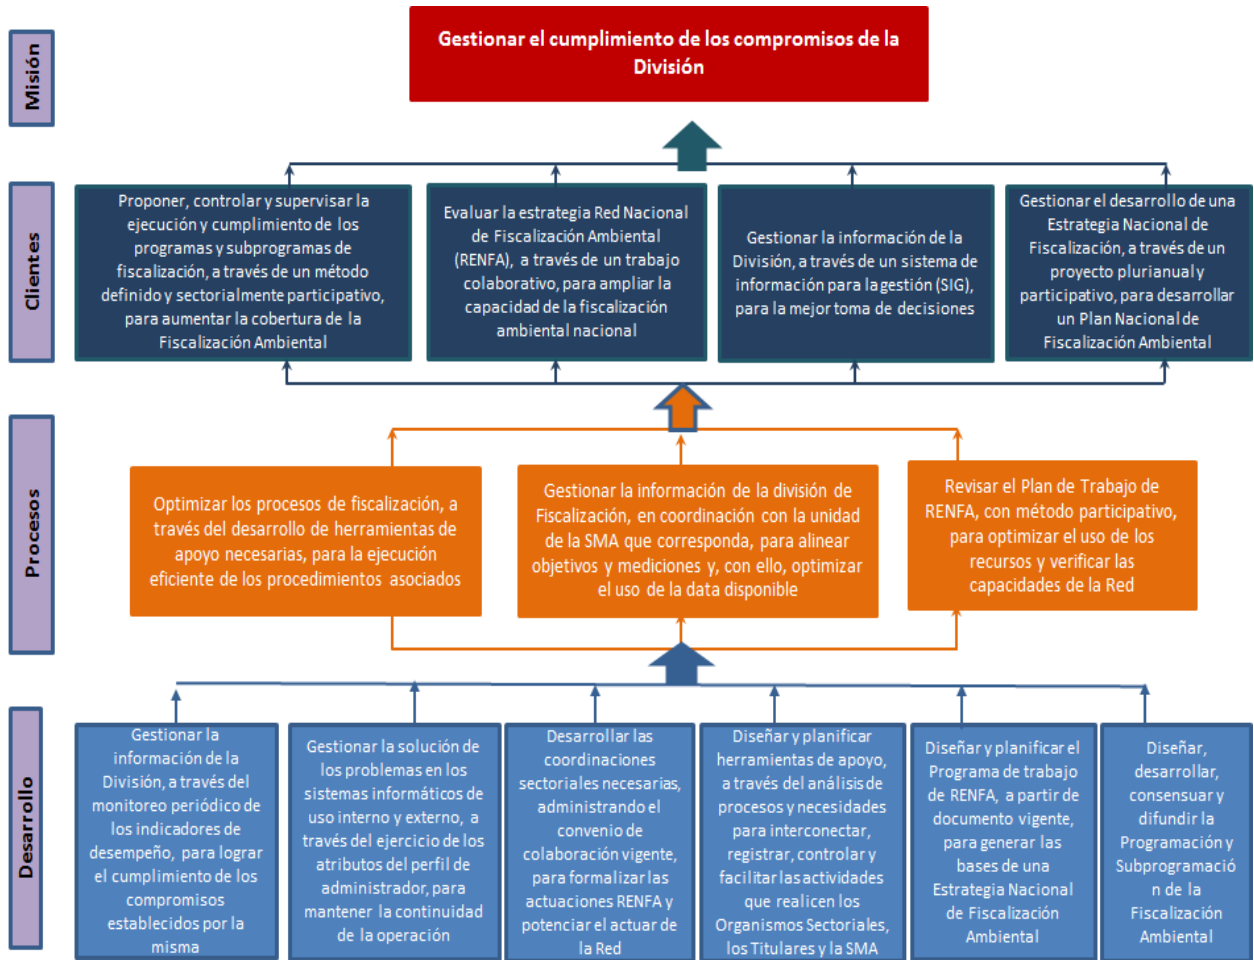 Misión
Gestionar el cumplimiento de los compromisos de la
División
Clientes
Proponer, controlar y supervisar la
ejecución y cumplimiento de los
programas y subprogramas de
fiscalización, a través de un método
definido y sectorialmente participativo,
para aumentar la cobertura de la
Fiscalización Ambiental
Evaluar la estrategia Red Nacional
de Fiscalización Ambiental
(RENFA), a través de un trabajo
colaborativo, para ampliar la
capacidad de la fiscalización
ambiental nacional
Gestionar la información de la
División, a través de un sistema de
información para la gestión (SIG),
para la mejor toma de decisiones
Gestionar el desarrollo de una
Estrategia Nacional de
Fiscalización, a través de un
proyecto plurianual y
participativo, para desarrollar
un Plan Nacional de
Fiscalización Ambiental
Procesos
Optimizar los procesos de fiscalización, a
través del desarrollo de herramientas de
apoyo necesarias, para la ejecución
eficiente de los procedimientos asociados
Gestionar la información de la división de
Fiscalización, en coordinación con la unidad
de la SMA que corresponda, para alinear
objetivos y mediciones y, con ello, optimizar
el uso de la data disponible
Revisar el Plan de Trabajo de
RENFA, con método participativo,
para optimizar el uso de los
recursos y verificar las
capacidades de la Red
Desarrollo
Gestionar la
información de la
División, a través del
monitoreo periódico de
los indicadores de
desempeño, para lograr
el cumplimiento de los
compromisos
establecidos por la
misma
Gestionar la solución de
los problemas en los
sistemas informáticos de
uso interno y externo, a
través del ejercicio de los
atributos del perfil de
administrador, para
mantener la continuidad
de la operación
Desarrollar las
coordinaciones
sectoriales necesarias,
administrando el
convenio de
colaboración vigente,
para formalizar las
actuaciones RENFA y
potenciar el actuar de
la Red
Diseñar y planificar
herramientas de apoyo,
a través del análisis de
procesos y necesidades
para interconectar,
registrar, controlar y
facilitar las actividades
que realicen los
Organismos Sectoriales,
los Titulares y la SMA
Diseñar y planificar el
Programa de trabajo
de RENFA, a partir de
documento vigente,
para generar las
bases de una
Estrategia Nacional
de Fiscalización
Ambiental
Diseñar,
desarrollar,
consensuar y
difundir la
Programación y
Subprogramació
n de la
Fiscalización
Ambiental